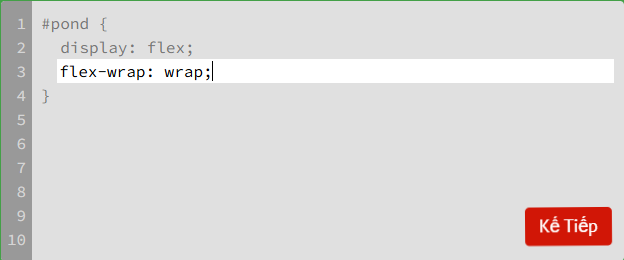 1 #pond {
2 display: flex;
3 flex-wrap: wrap;
4 }
5
6
7
8
9
10
Kế Tiếp